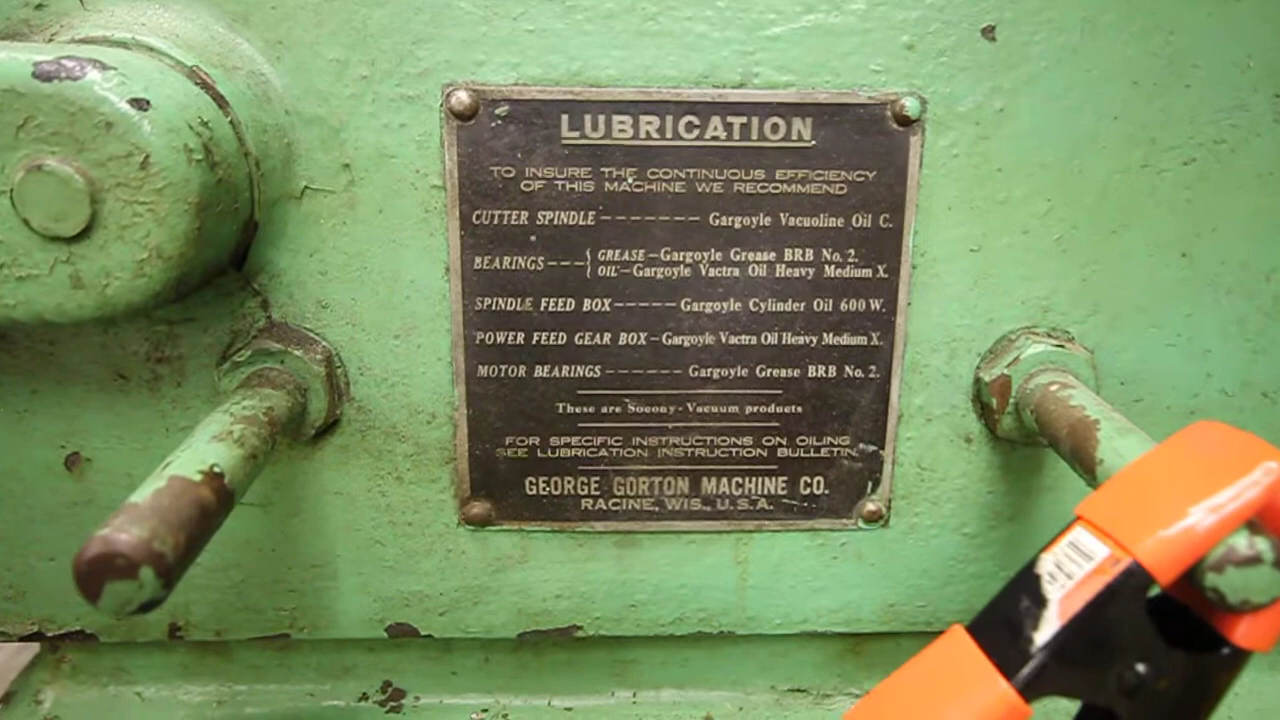 LUBRICATION
TO INSURE THE CONTINUOUS EFFICIENCY
OF THIS MACHINE WE RECOMMEND
CUTTER SPINDLE ------- Gargoyle Vacuoline Oil C.
BEARINGS --- { GREASE - Gargoyle Grease BRB No. 2.
OIL - Gargoyle Vactra Oil Heavy Medium X.
SPINDLE FEED BOX ----- Gargoyle Cylinder Oil 600 W.
POWER FEED GEAR BOX - Gargoyle Vactra Oil Heavy Medium X.
MOTOR BEARINGS ------ Gargoyle Grease BRB No. 2.
These are Socony-Vacuum products
FOR SPECIFIC INSTRUCTIONS ON OILING
SEE LUBRICATION INSTRUCTION BULLETIN
GEORGE GORTON MACHINE CO.
RACINE, WIS., U.S.A.